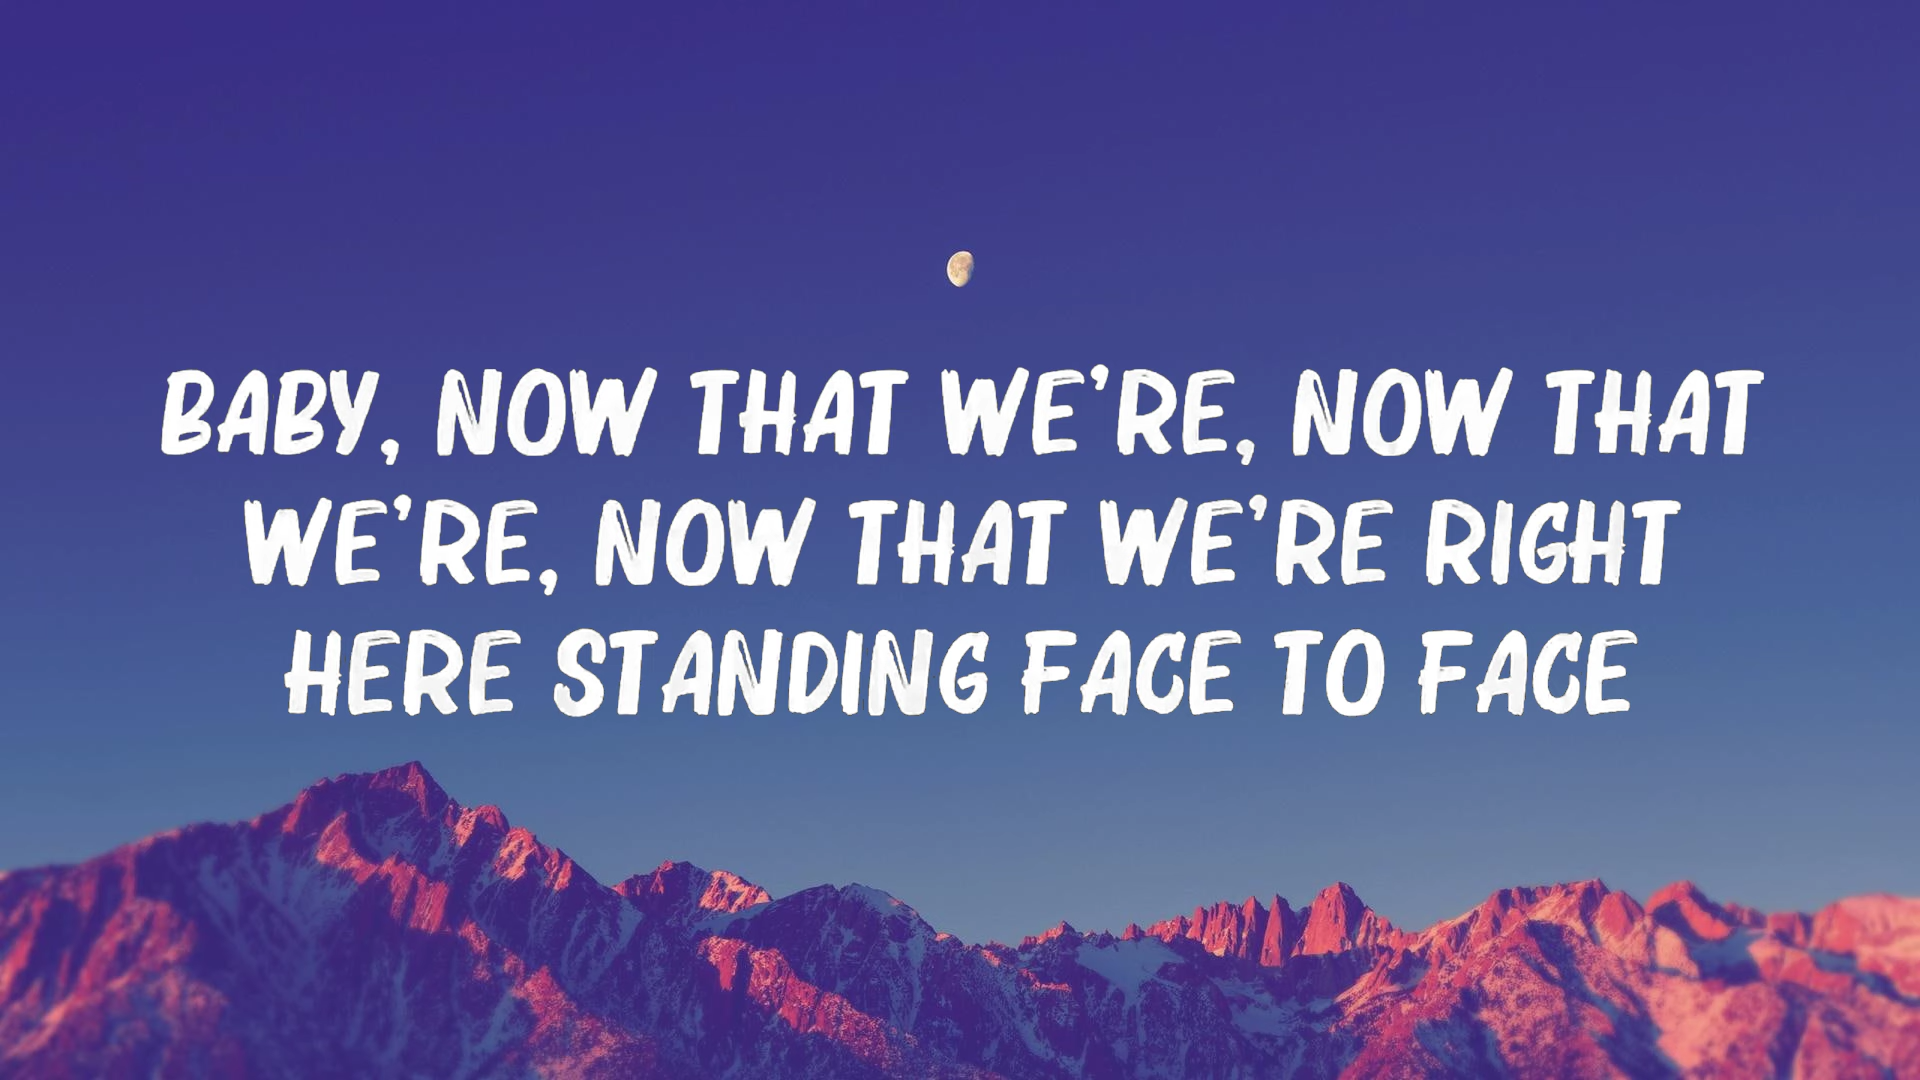 BABY, NOW THAT WE'RE, NOW THAT
WE'RE, NOW THAT WE'RE RIGHT
HERE STANDING FACE TO FACE